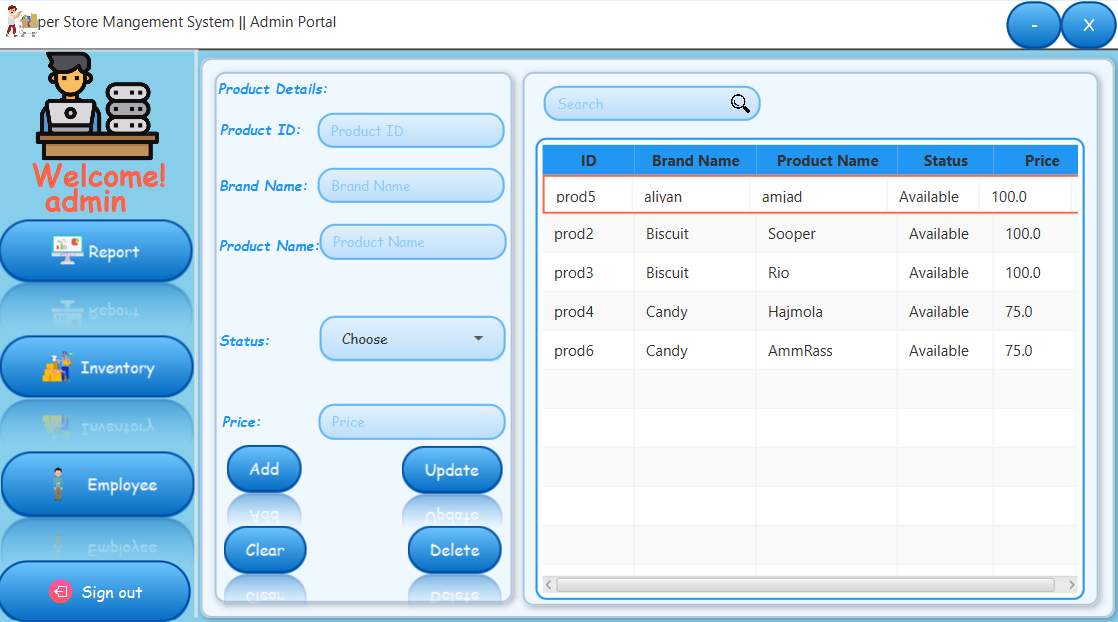 per Store Mangement System || Admin Portal
-
X
Welcome!
admin
Report
Inventory
Employee
Sign out
Product Details:
Product ID:
Product ID
Brand Name:
Brand Name
Product Name:
Product Name
Status:
Choose
Price:
Price
Add
Update
Clear
Delete
Search
ID Brand Name Product Name Status Price
prod5 aliyan amjad Available 100.0
prod2 Biscuit Sooper Available 100.0
prod3 Biscuit Rio Available 100.0
prod4 Candy Hajmola Available 75.0
prod6 Candy AmmRass Available 75.0